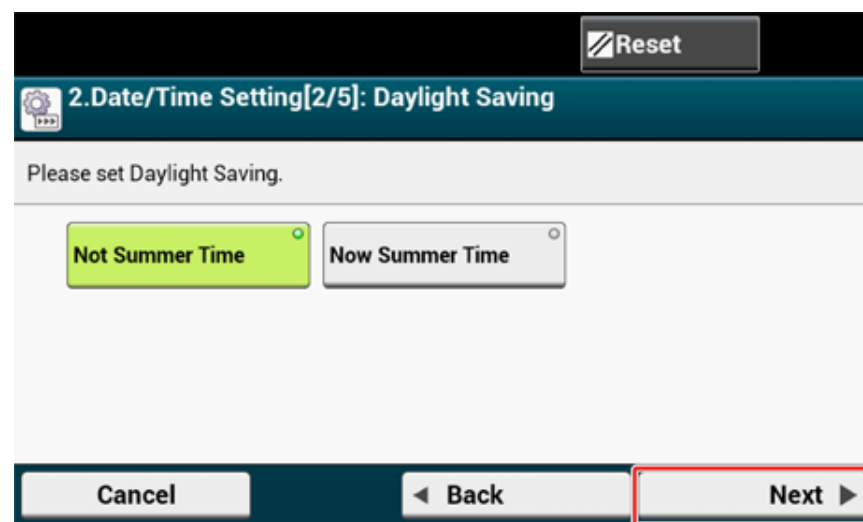 Reset
2.Date/Time Setting[2/5]: Daylight Saving
Please set Daylight Saving.
Not Summer Time
Now Summer Time
Cancel
Back
Next